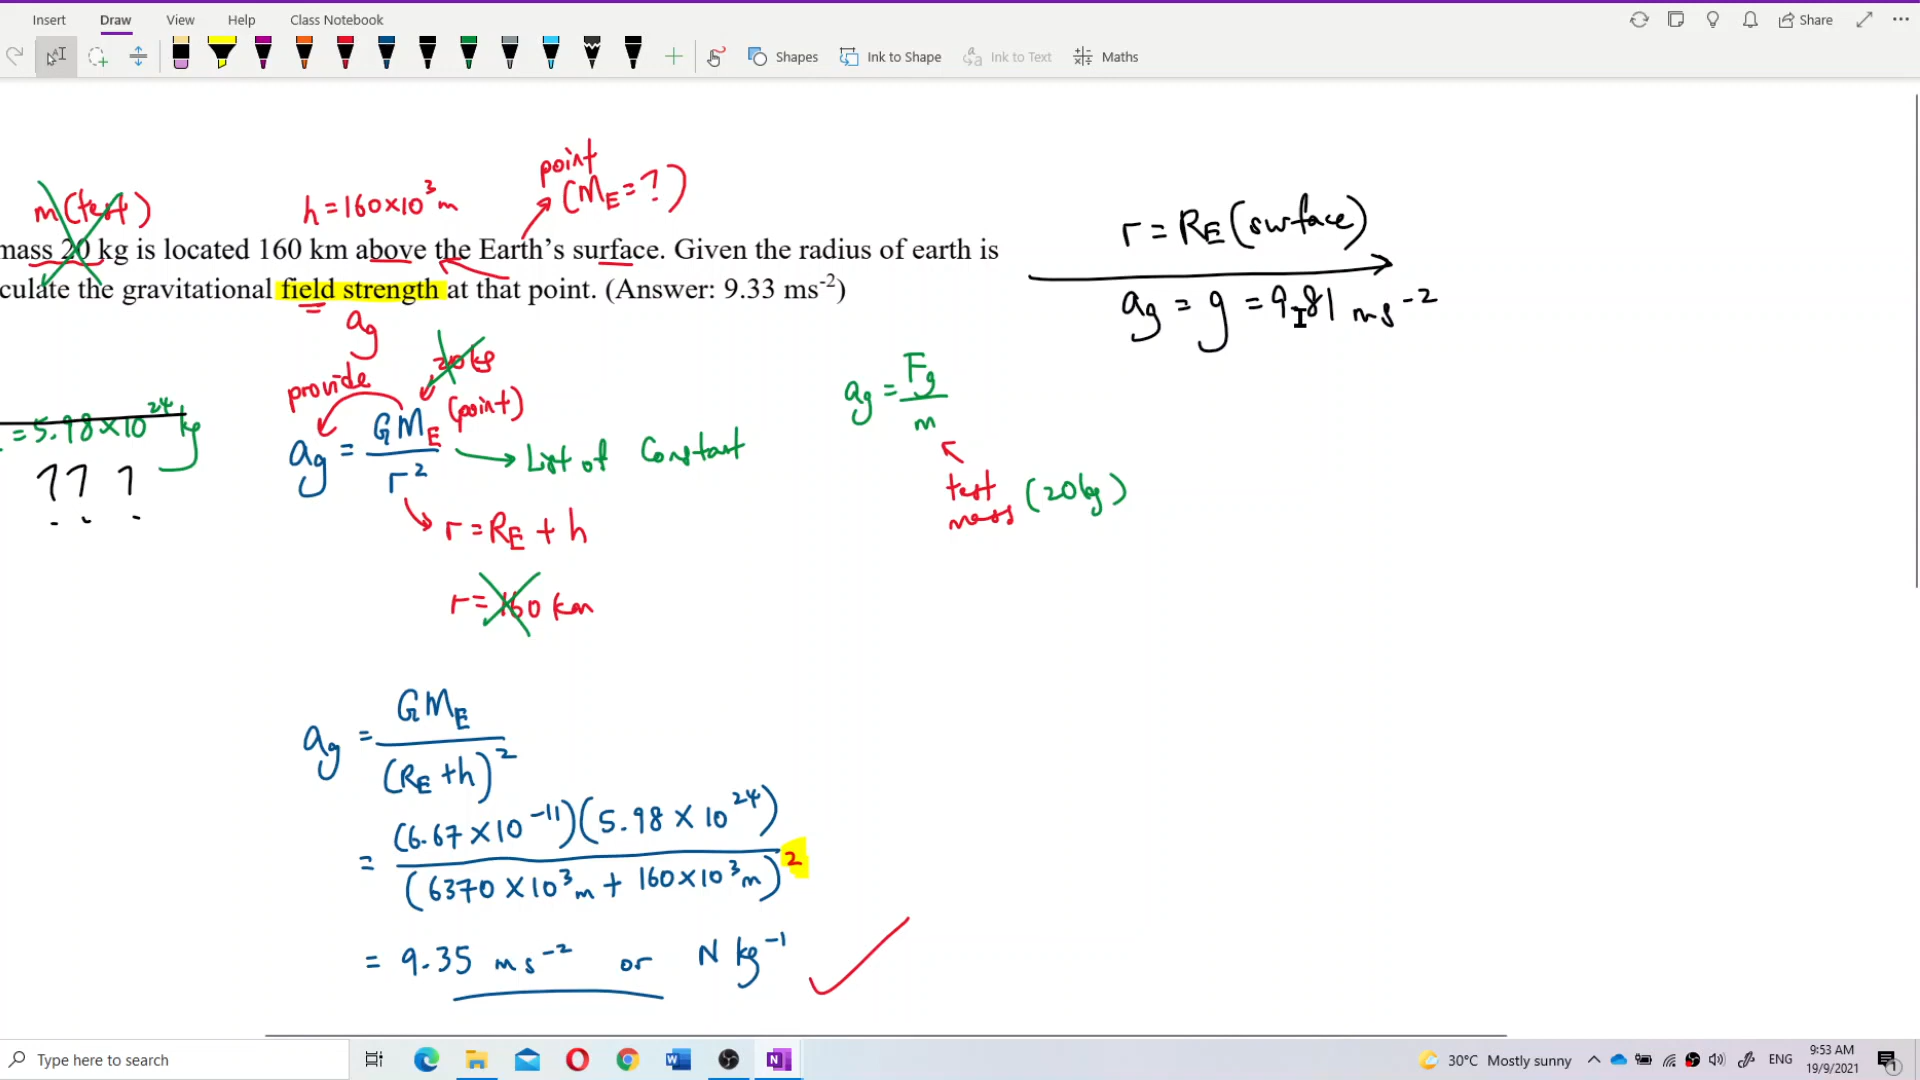 Insert Draw View Help Class Notebook Share
Shapes Ink to Shape Ink to Text Maths
point
(ME = ?)
m (test)
h = 160 × 10³ m
mass 20 kg is located 160 km above the Earth's surface. Given the radius of earth is
culate the gravitational field strength at that point. (Answer: 9.33 ms⁻²)
r = RE (surface)
ag = g = 9.81 ms⁻²
ag
provide
20 kg
(point)
= 5.98 × 10²⁴ kg
? ? ?
ag = GME / r²
List of Constant
r = RE + h
r = 160 km
ag = Fg / m
test mass (20 kg)
ag = GME / (RE + h)²
= (6.67 × 10⁻¹¹)(5.98 × 10²⁴) / (6370 × 10³ m + 160 × 10³ m)²
= 9.35 ms⁻² or N kg⁻¹
Type here to search
30°C Mostly sunny
ENG
9:53 AM
19/9/2021
1